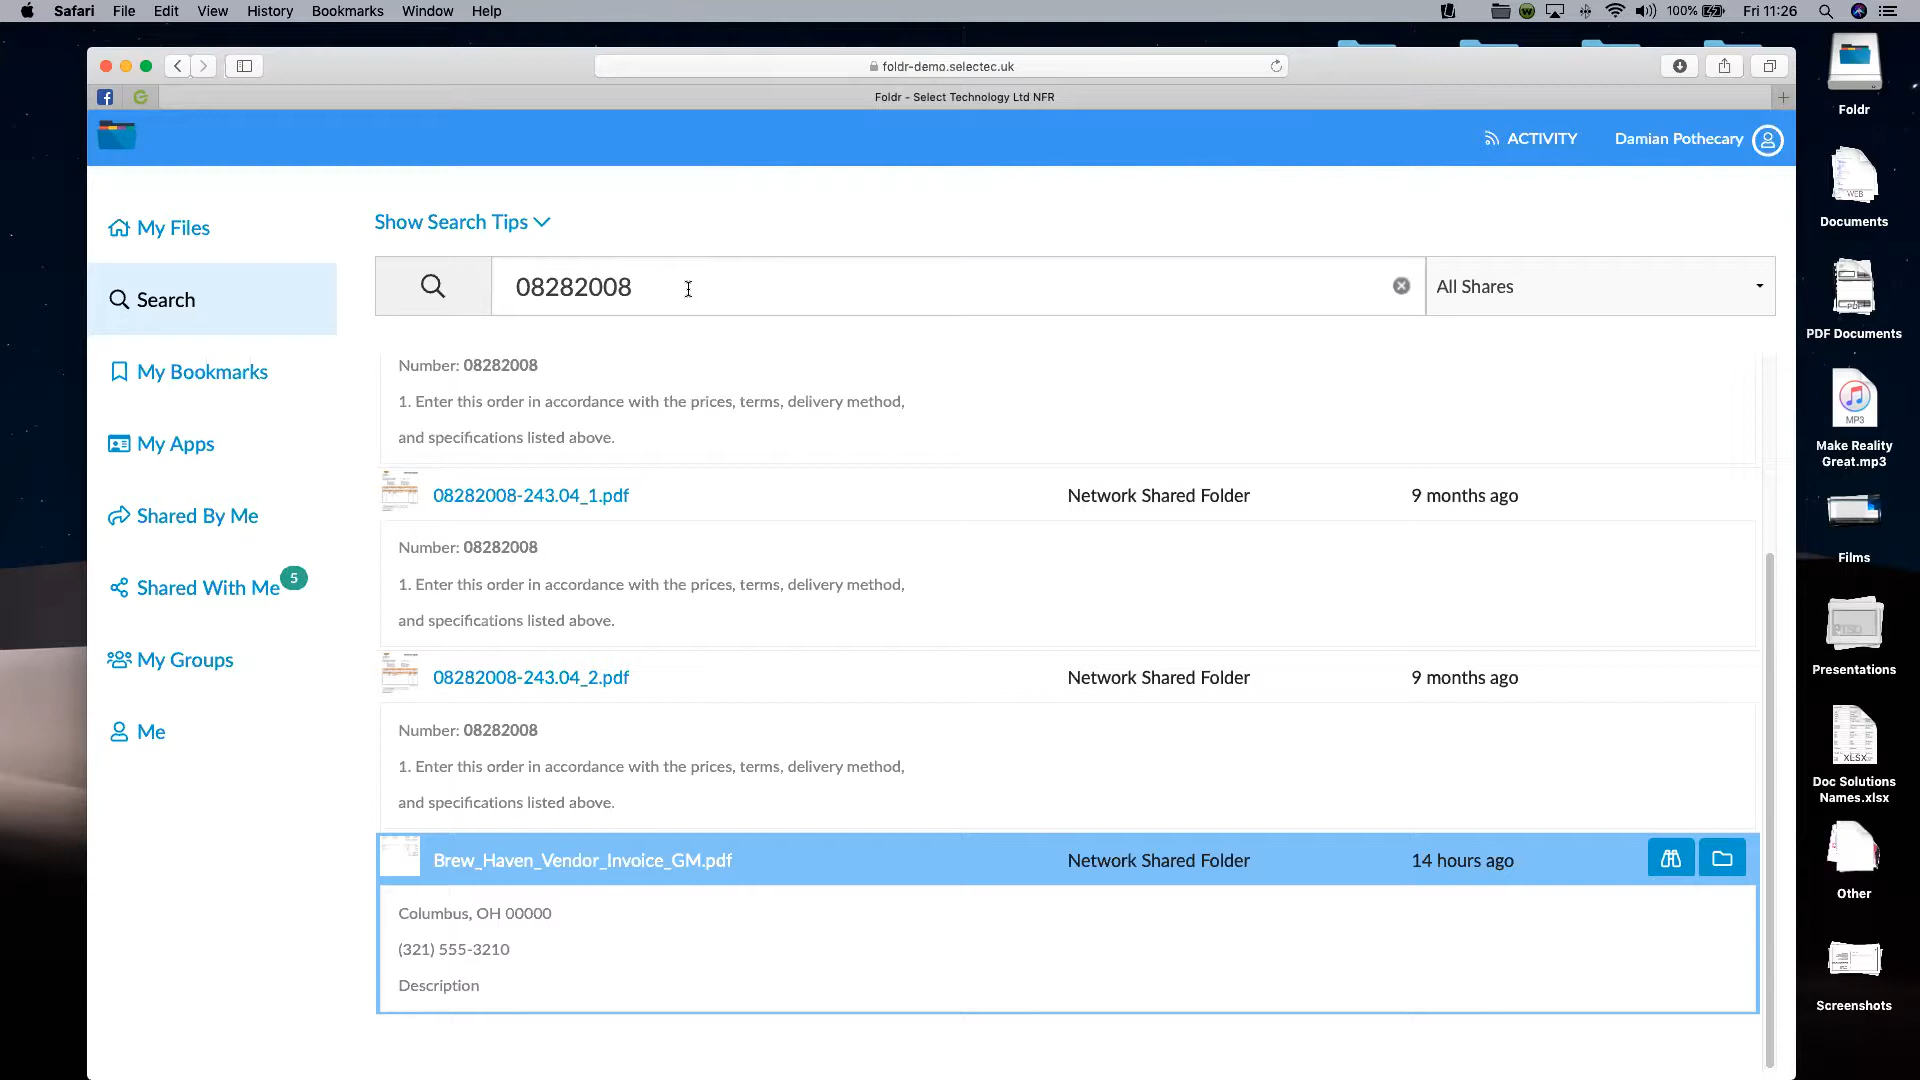 Safari File Edit View History Bookmarks Window Help 100% Fri 11:26
foldr-demo.selectec.uk
Foldr - Select Technology Ltd NFR
ACTIVITY Damian Pothecary
My Files
Search
My Bookmarks
My Apps
Shared By Me
Shared With Me 5
My Groups
Me
Show Search Tips
08282008 All Shares
Number: 08282008
1. Enter this order in accordance with the prices, terms, delivery method,
and specifications listed above.
08282008-243.04_1.pdf Network Shared Folder 9 months ago
Number: 08282008
1. Enter this order in accordance with the prices, terms, delivery method,
and specifications listed above.
08282008-243.04_2.pdf Network Shared Folder 9 months ago
Number: 08282008
1. Enter this order in accordance with the prices, terms, delivery method,
and specifications listed above.
Brew_Haven_Vendor_Invoice_GM.pdf Network Shared Folder 14 hours ago
Columbus, OH 00000
(321) 555-3210
Description
Foldr
WEB
Documents
PDF
PDF Documents
MP3
Make Reality
Great.mp3
Films
Presentations
XLSX
Doc Solutions
Names.xlsx
Other
Screenshots